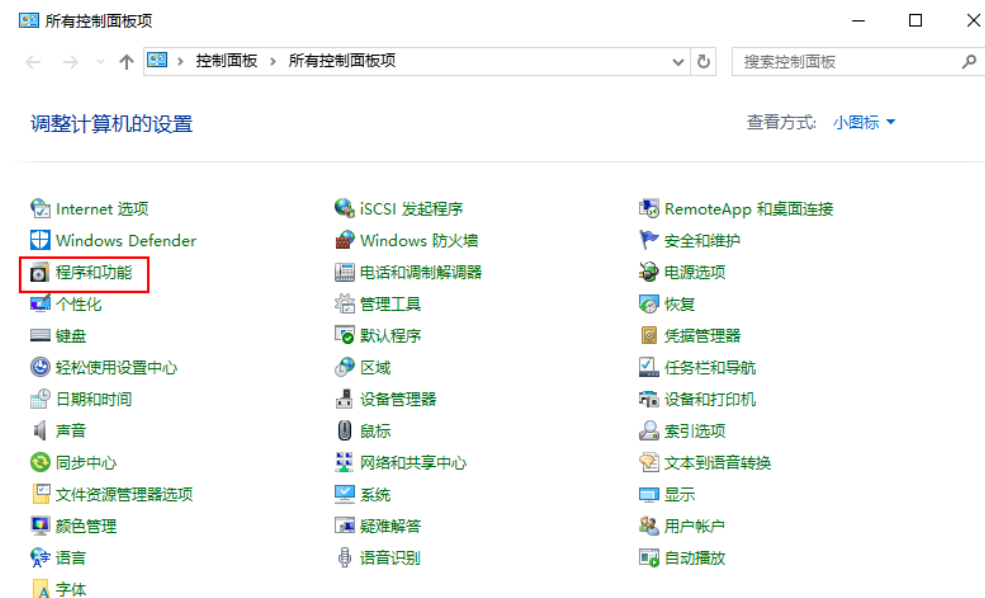 所有控制面板项
控制面板 › 所有控制面板项
搜索控制面板
调整计算机的设置
查看方式: 小图标
Internet 选项
iSCSI 发起程序
RemoteApp 和桌面连接
Windows Defender
Windows 防火墙
安全和维护
程序和功能
电话和调制解调器
电源选项
个性化
管理工具
恢复
键盘
默认程序
凭据管理器
轻松使用设置中心
区域
任务栏和导航
日期和时间
设备管理器
设备和打印机
声音
鼠标
索引选项
同步中心
网络和共享中心
文本到语音转换
文件资源管理器选项
系统
显示
颜色管理
疑难解答
用户帐户
语言
语音识别
自动播放
字体